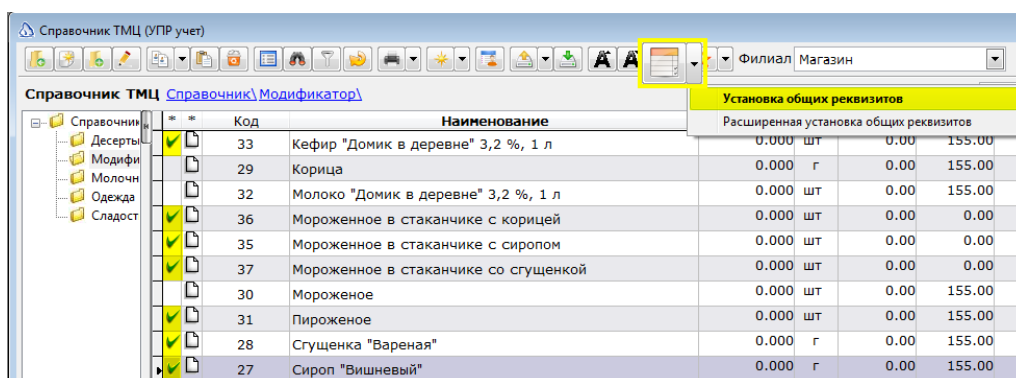 Справочник ТМЦ (УПР учет)
Филиал Магазин
Справочник ТМЦ Справочник\Модификатор\
Установка общих реквизитов
Расширенная установка общих реквизитов
Справочник
Десерты
Модифи
Молочн
Одежда
Сладост
* * Код Наименование
33 Кефир "Домик в деревне" 3,2 %, 1 л 0.000 шт 0.00 155.00
29 Корица 0.000 г 0.00 155.00
32 Молоко "Домик в деревне" 3,2 %, 1 л 0.000 шт 0.00 155.00
36 Мороженное в стаканчике с корицей 0.000 шт 0.00 0.00
35 Мороженное в стаканчике с сиропом 0.000 шт 0.00 0.00
37 Мороженное в стаканчике со сгущенкой 0.000 шт 0.00 0.00
30 Мороженое 0.000 шт 0.00 155.00
31 Пироженое 0.000 шт 0.00 155.00
28 Сгущенка "Вареная" 0.000 г 0.00 155.00
27 Сироп "Вишневый" 0.000 г 0.00 155.00